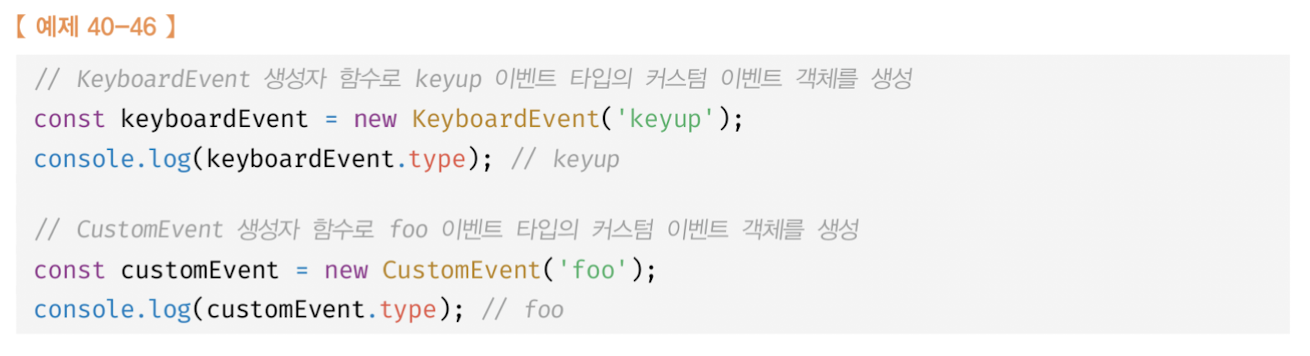 【 예제 40-46 】
// KeyboardEvent 생성자 함수로 keyup 이벤트 타입의 커스텀 이벤트 객체를 생성
const keyboardEvent = new KeyboardEvent('keyup');
console.log(keyboardEvent.type); // keyup
// CustomEvent 생성자 함수로 foo 이벤트 타입의 커스텀 이벤트 객체를 생성
const customEvent = new CustomEvent('foo');
console.log(customEvent.type); // foo